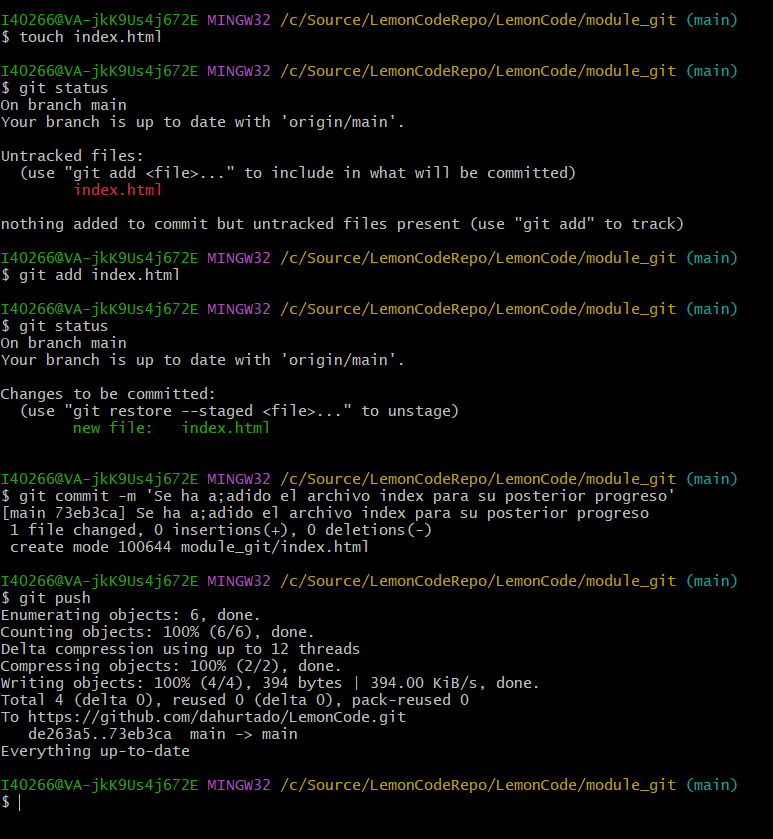 I40266@VA-jkK9Us4j672E MINGW32 /c/Source/LemonCodeRepo/LemonCode/module_git (main)
$ touch index.html
I40266@VA-jkK9Us4j672E MINGW32 /c/Source/LemonCodeRepo/LemonCode/module_git (main)
$ git status
On branch main
Your branch is up to date with 'origin/main'.
Untracked files:
  (use "git add <file>..." to include in what will be committed)
        index.html
nothing added to commit but untracked files present (use "git add" to track)
I40266@VA-jkK9Us4j672E MINGW32 /c/Source/LemonCodeRepo/LemonCode/module_git (main)
$ git add index.html
I40266@VA-jkK9Us4j672E MINGW32 /c/Source/LemonCodeRepo/LemonCode/module_git (main)
$ git status
On branch main
Your branch is up to date with 'origin/main'.
Changes to be committed:
  (use "git restore --staged <file>..." to unstage)
        new file:   index.html
I40266@VA-jkK9Us4j672E MINGW32 /c/Source/LemonCodeRepo/LemonCode/module_git (main)
$ git commit -m 'Se ha a;adido el archivo index para su posterior progreso'
[main 73eb3ca] Se ha a;adido el archivo index para su posterior progreso
 1 file changed, 0 insertions(+), 0 deletions(-)
 create mode 100644 module_git/index.html
I40266@VA-jkK9Us4j672E MINGW32 /c/Source/LemonCodeRepo/LemonCode/module_git (main)
$ git push
Enumerating objects: 6, done.
Counting objects: 100% (6/6), done.
Delta compression using up to 12 threads
Compressing objects: 100% (2/2), done.
Writing objects: 100% (4/4), 394 bytes | 394.00 KiB/s, done.
Total 4 (delta 0), reused 0 (delta 0), pack-reused 0
To https://github.com/dahurtado/LemonCode.git
   de263a5..73eb3ca  main -> main
Everything up-to-date
I40266@VA-jkK9Us4j672E MINGW32 /c/Source/LemonCodeRepo/LemonCode/module_git (main)
$